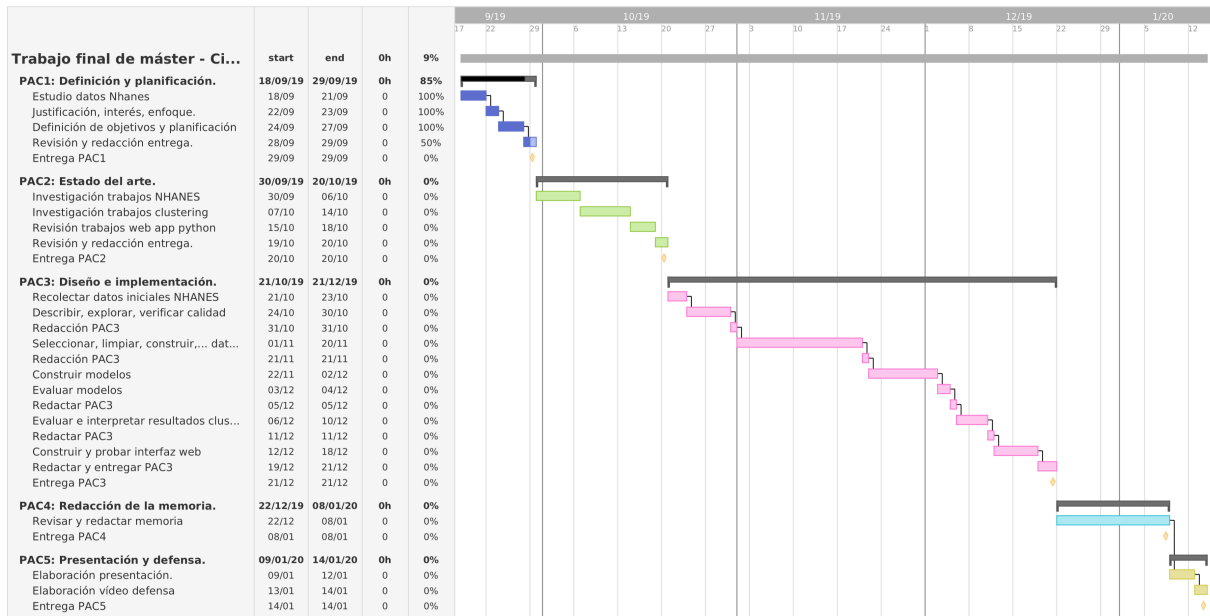 9/19 10/19 11/19 12/19 1/20
17 22 29 6 13 20 27 3 10 17 24 1 8 15 22 29 5 12
Trabajo final de máster - Ci... start end 0h 9%
PAC1: Definición y planificación. 18/09/19 29/09/19 0h 85%
Estudio datos Nhanes 18/09 21/09 0 100%
Justificación, interés, enfoque. 22/09 23/09 0 100%
Definición de objetivos y planificación 24/09 27/09 0 100%
Revisión y redacción entrega. 28/09 29/09 0 50%
Entrega PAC1 29/09 29/09 0 0%
PAC2: Estado del arte. 30/09/19 20/10/19 0h 0%
Investigación trabajos NHANES 30/09 06/10 0 0%
Investigación trabajos clustering 07/10 14/10 0 0%
Revisión trabajos web app python 15/10 18/10 0 0%
Revisión y redacción entrega. 19/10 20/10 0 0%
Entrega PAC2 20/10 20/10 0 0%
PAC3: Diseño e implementación. 21/10/19 21/12/19 0h 0%
Recolectar datos iniciales NHANES 21/10 23/10 0 0%
Describir, explorar, verificar calidad 24/10 30/10 0 0%
Redacción PAC3 31/10 31/10 0 0%
Seleccionar, limpiar, construir,... dat... 01/11 20/11 0 0%
Redacción PAC3 21/11 21/11 0 0%
Construir modelos 22/11 02/12 0 0%
Evaluar modelos 03/12 04/12 0 0%
Redactar PAC3 05/12 05/12 0 0%
Evaluar e interpretar resultados clus... 06/12 10/12 0 0%
Redactar PAC3 11/12 11/12 0 0%
Construir y probar interfaz web 12/12 18/12 0 0%
Redactar y entregar PAC3 19/12 21/12 0 0%
Entrega PAC3 21/12 21/12 0 0%
PAC4: Redacción de la memoria. 22/12/19 08/01/20 0h 0%
Revisar y redactar memoria 22/12 08/01 0 0%
Entrega PAC4 08/01 08/01 0 0%
PAC5: Presentación y defensa. 09/01/20 14/01/20 0h 0%
Elaboración presentación. 09/01 12/01 0 0%
Elaboración vídeo defensa 13/01 14/01 0 0%
Entrega PAC5 14/01 14/01 0 0%